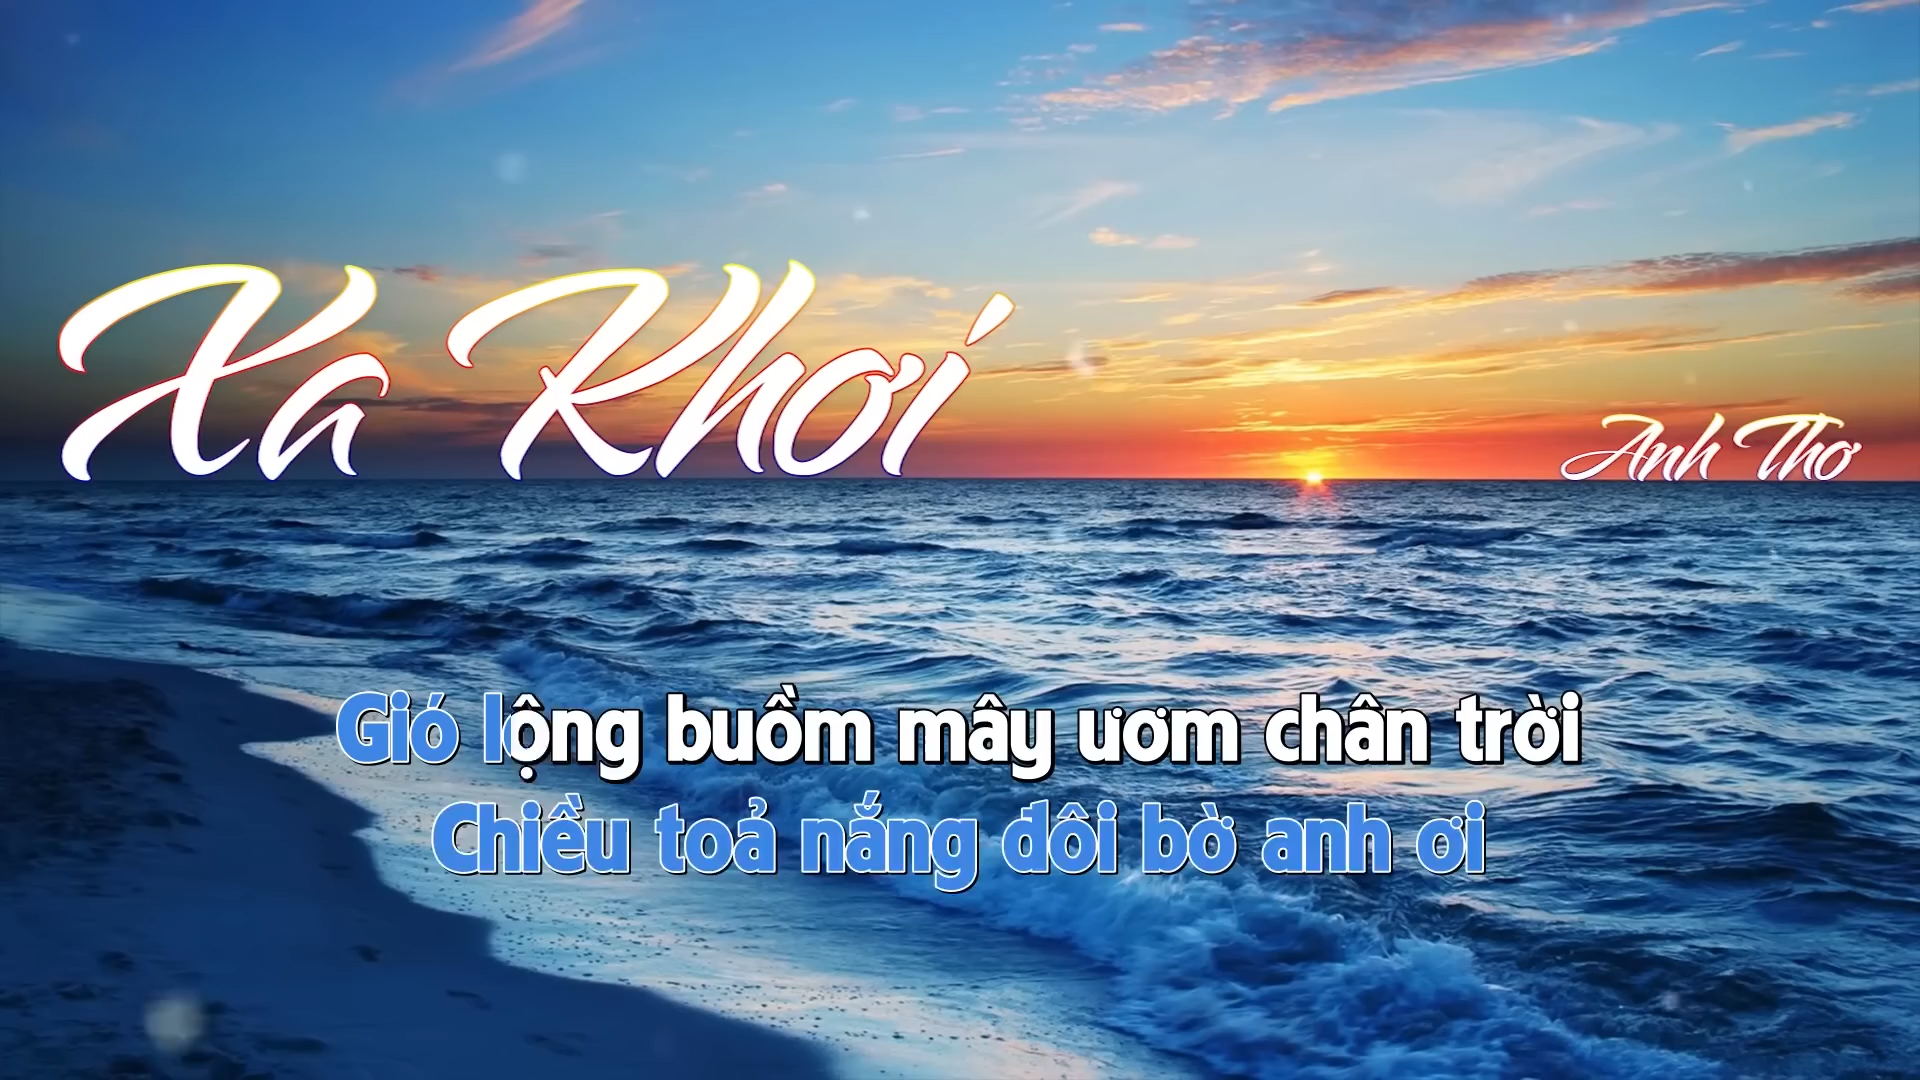 Xa Khơi
Anh Thơ
Gió lộng buồm mây ươm chân trời
Chiều toả nắng đôi bờ anh ơi